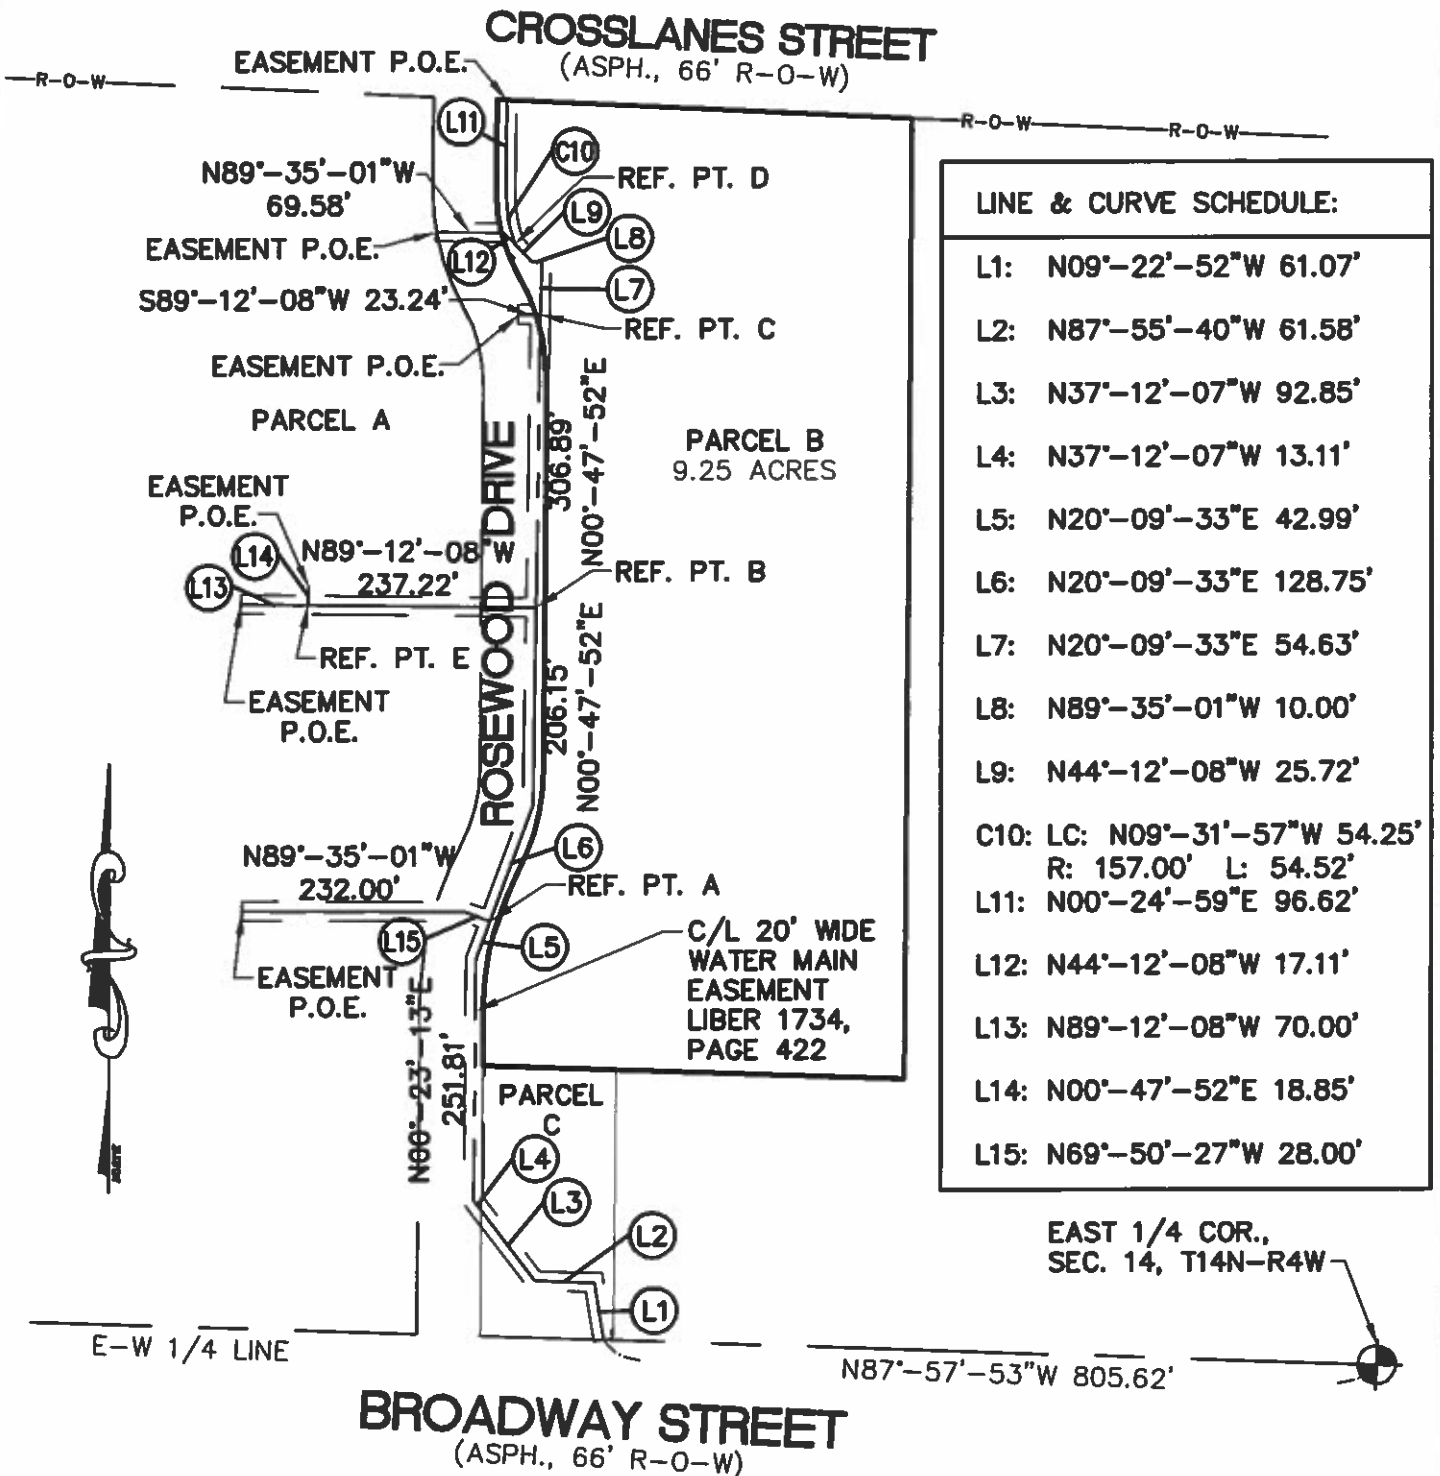 CROSSLANES STREET
(ASPH., 66' R-O-W)
EASEMENT P.O.E.
R-O-W
R-O-W
R-O-W
L11
C10
N89°-35'-01"W
69.58'
REF. PT. D
L9
L8
EASEMENT P.O.E.
L12
L7
S89°-12'-08"W 23.24'
REF. PT. C
EASEMENT P.O.E.
PARCEL A
306.89'
N00°-47'-52"E
PARCEL B
9.25 ACRES
ROSEWOOD DRIVE
EASEMENT
P.O.E.
L14
N89°-12'-08"W
237.22'
L13
REF. PT. B
REF. PT. E
EASEMENT
P.O.E.
206.15'
N00°-47'-52"E
L6
N89°-35'-01"W
232.00'
REF. PT. A
L15
L5
C/L 20' WIDE
WATER MAIN
EASEMENT
LIBER 1734,
PAGE 422
EASEMENT
P.O.E.
N00°-23'-13"E
251.81'
PARCEL
C
L4
L3
L2
L1
LINE & CURVE SCHEDULE:
L1: N09°-22'-52"W 61.07'
L2: N87°-55'-40"W 61.58'
L3: N37°-12'-07"W 92.85'
L4: N37°-12'-07"W 13.11'
L5: N20°-09'-33"E 42.99'
L6: N20°-09'-33"E 128.75'
L7: N20°-09'-33"E 54.63'
L8: N89°-35'-01"W 10.00'
L9: N44°-12'-08"W 25.72'
C10: LC: N09°-31'-57"W 54.25'
R: 157.00' L: 54.52'
L11: N00°-24'-59"E 96.62'
L12: N44°-12'-08"W 17.11'
L13: N89°-12'-08"W 70.00'
L14: N00°-47'-52"E 18.85'
L15: N69°-50'-27"W 28.00'
EAST 1/4 COR.,
SEC. 14, T14N-R4W
E-W 1/4 LINE
N87°-57'-53"W 805.62'
BROADWAY STREET
(ASPH., 66' R-O-W)